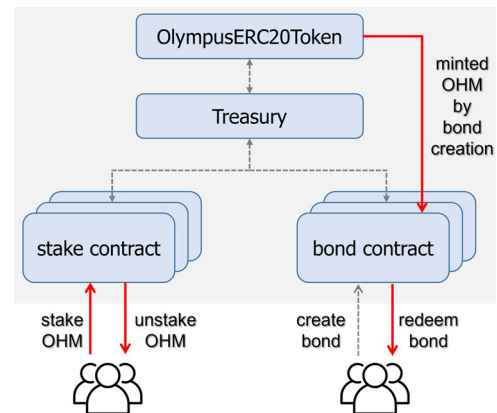 OlympusERC20Token
minted
OHM
by
bond
creation
Treasury
stake contract
bond contract
stake
OHM
unstake
OHM
create
bond
redeem
bond